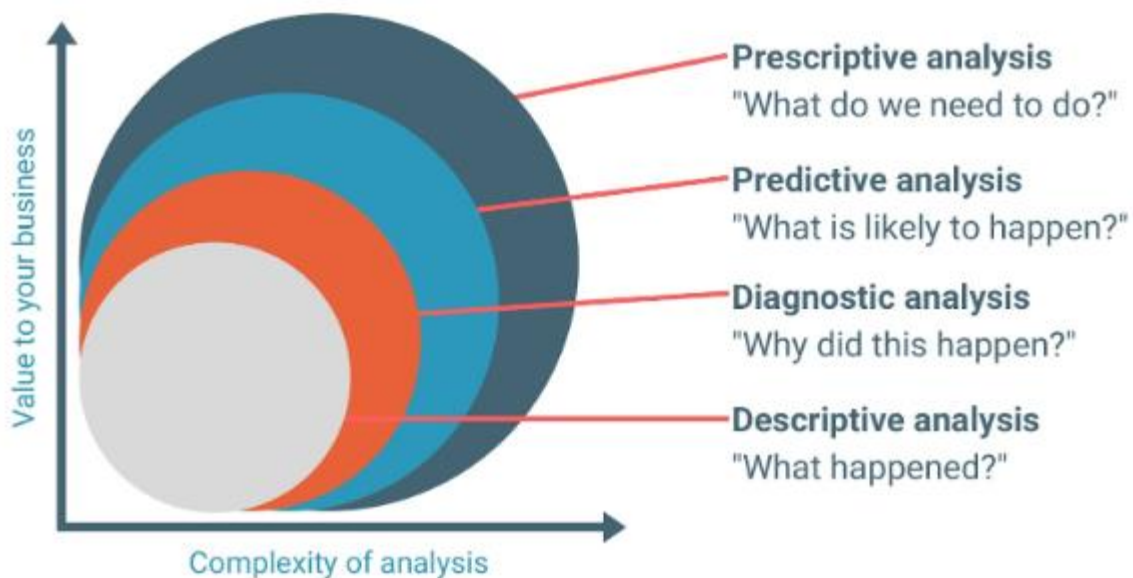 Value to your business
Prescriptive analysis
"What do we need to do?"
Predictive analysis
"What is likely to happen?"
Diagnostic analysis
"Why did this happen?"
Descriptive analysis
"What happened?"
Complexity of analysis